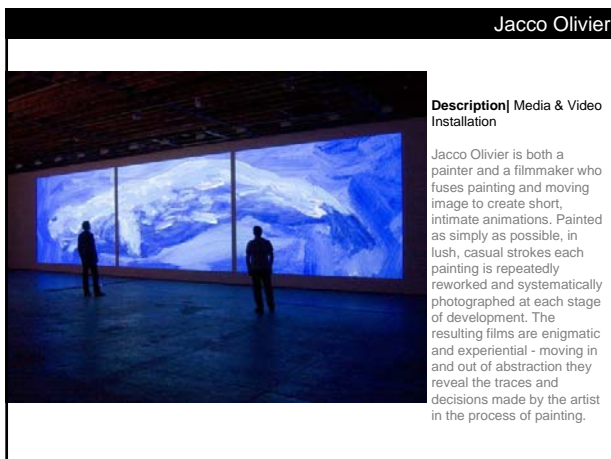 Jacco Olivier
Description| Media & Video
Installation
Jacco Olivier is both a
painter and a filmmaker who
fuses painting and moving
image to create short,
intimate animations. Painted
as simply as possible, in
lush, casual strokes each
painting is repeatedly
reworked and systematically
photographed at each stage
of development. The
resulting films are enigmatic
and experiential - moving in
and out of abstraction they
reveal the traces and
decisions made by the artist
in the process of painting.